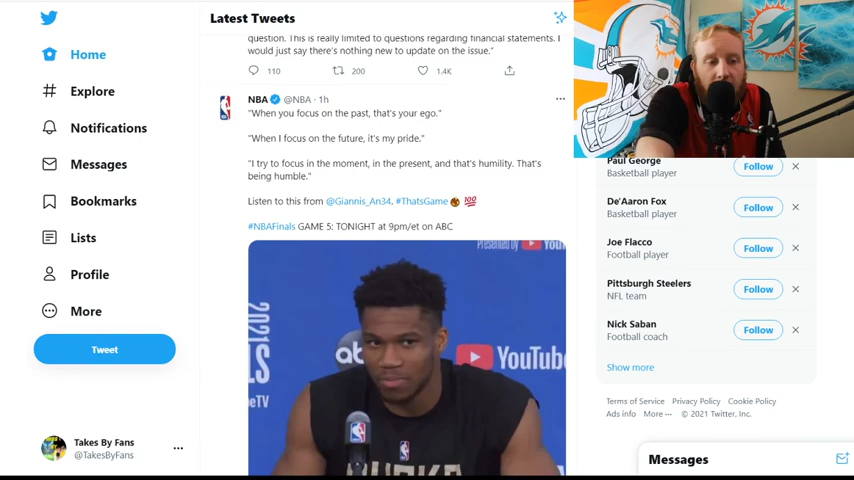 Latest Tweets
question. This is really limited to questions regarding financial statements. I
would just say there's nothing new to update on the issue."
110 200 1.4K
Home
Explore
Notifications
Messages
Bookmarks
Lists
Profile
More
Tweet
Takes By Fans
@TakesByFans
NBA @NBA · 1h
"When you focus on the past, that's your ego."
"When I focus on the future, it's my pride."
"I try to focus in the moment, in the present, and that's humility. That's
being humble."
Listen to this from @Giannis_An34. #ThatsGame 💯
#NBAFinals GAME 5: TONIGHT at 9pm/et on ABC
Presented by
YouTube
abc
2021
eTV
Paul George
Basketball player
Follow
De'Aaron Fox
Basketball player
Follow
Joe Flacco
Football player
Follow
Pittsburgh Steelers
NFL team
Follow
Nick Saban
Football coach
Follow
Show more
Terms of Service Privacy Policy Cookie Policy
Ads info More ··· © 2021 Twitter, Inc.
Messages